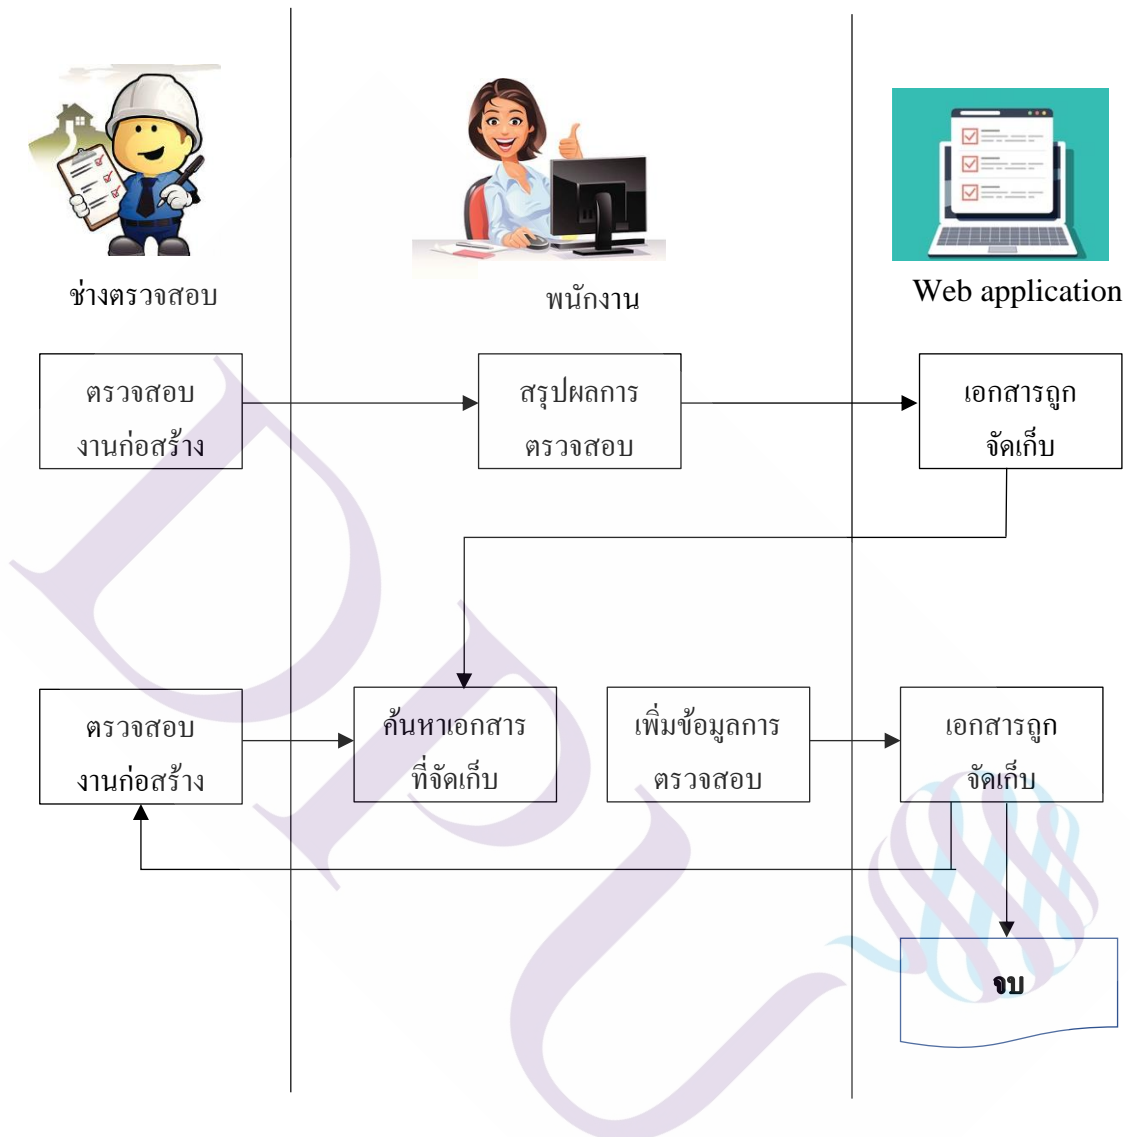 ช่างตรวจสอบ
พนักงาน
Web application
ตรวจสอบ
งานก่อสร้าง
สรุปผลการ
ตรวจสอบ
เอกสารถูก
จัดเก็บ
ตรวจสอบ
งานก่อสร้าง
ค้นหาเอกสาร
ที่จัดเก็บ
เพิ่มข้อมูลการ
ตรวจสอบ
เอกสารถูก
จัดเก็บ
จบ
DPU